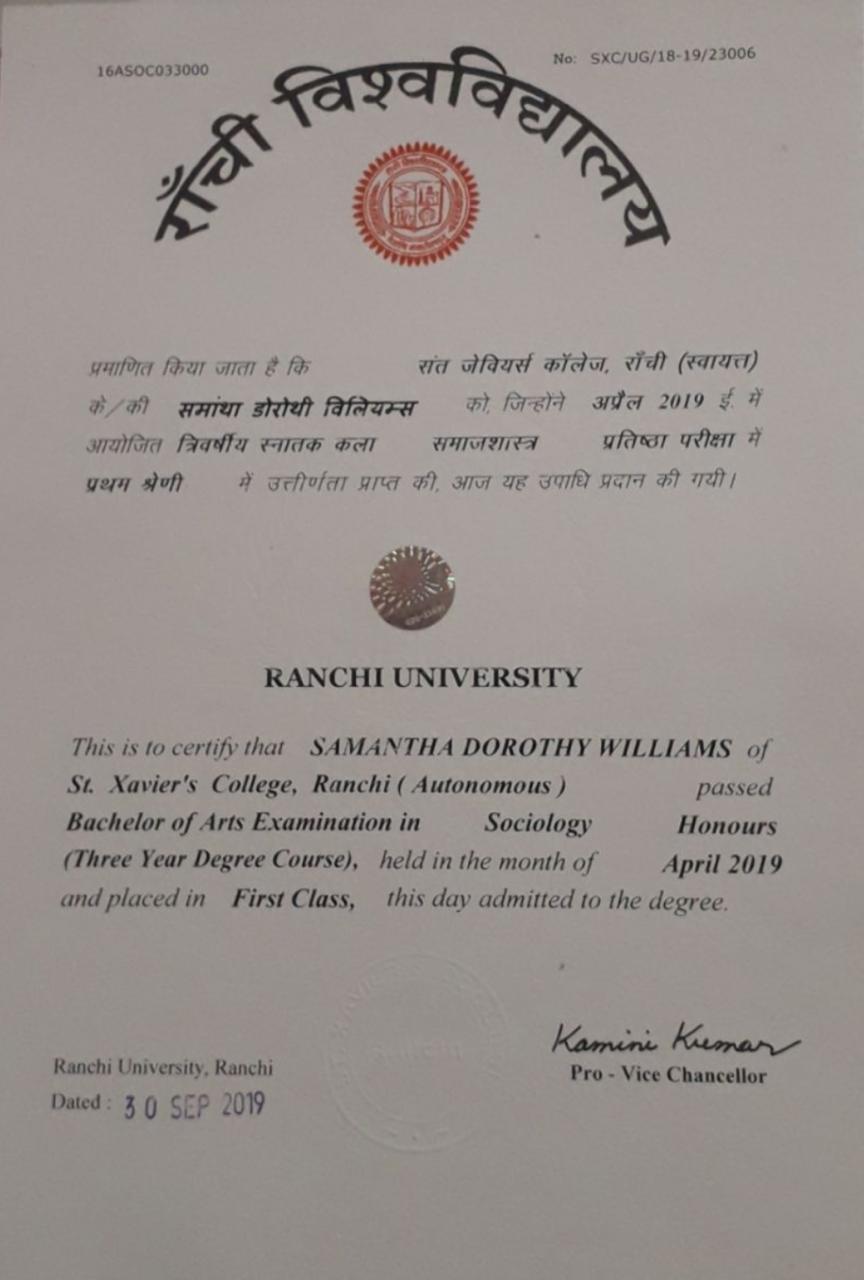 16ASOC033000
No: SXC/UG/18-19/23006
राँची विश्वविद्यालय
प्रमाणित किया जाता है कि संत जेवियर्स कॉलेज, राँची (स्वायत्त)
के/की समांथा डोरोथी विलियम्स को, जिन्होंने अप्रैल 2019 ई. में
आयोजित त्रिवर्षीय स्नातक कला समाजशास्त्र प्रतिष्ठा परीक्षा में
प्रथम श्रेणी में उत्तीर्णता प्राप्त की, आज यह उपाधि प्रदान की गयी।
RANCHI UNIVERSITY
This is to certify that SAMANTHA DOROTHY WILLIAMS of
St. Xavier's College, Ranchi ( Autonomous ) passed
Bachelor of Arts Examination in Sociology Honours
(Three Year Degree Course), held in the month of April 2019
and placed in First Class, this day admitted to the degree.
Kamini Kumar
Pro - Vice Chancellor
Ranchi University, Ranchi
Dated : 30 SEP 2019